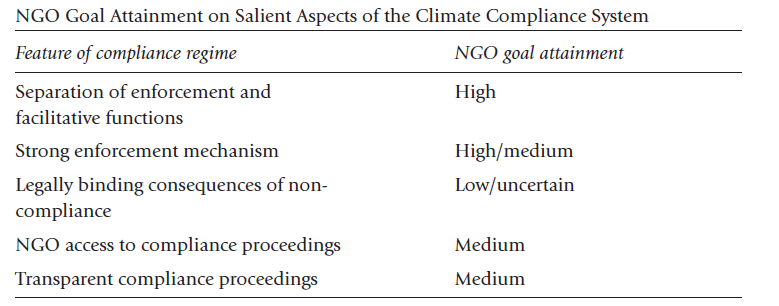 NGO Goal Attainment on Salient Aspects of the Climate Compliance System
Feature of compliance regime NGO goal attainment
Separation of enforcement and High
facilitative functions
Strong enforcement mechanism High/medium
Legally binding consequences of non- Low/uncertain
compliance
NGO access to compliance proceedings Medium
Transparent compliance proceedings Medium